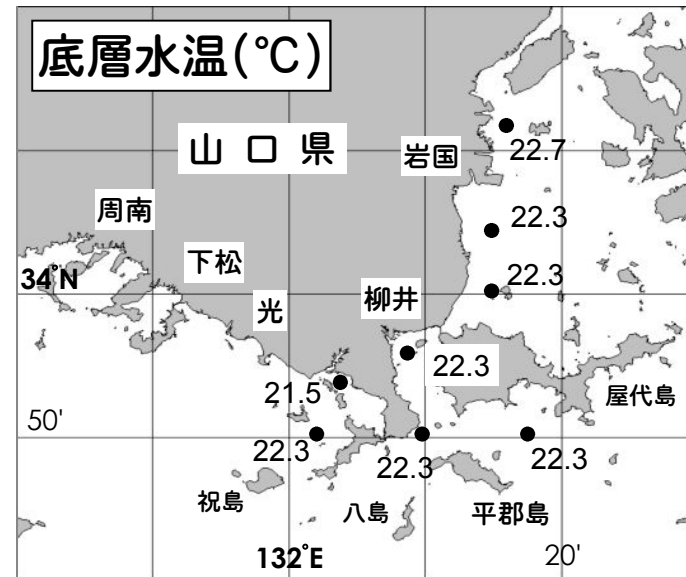 底層水温(℃)
山口県
岩国
22.7
周南
22.3
下松
34°N
22.3
光
柳井
22.3
21.5
屋代島
50'
22.3
22.3
22.3
祝島
八島
平郡島
132°E
20'